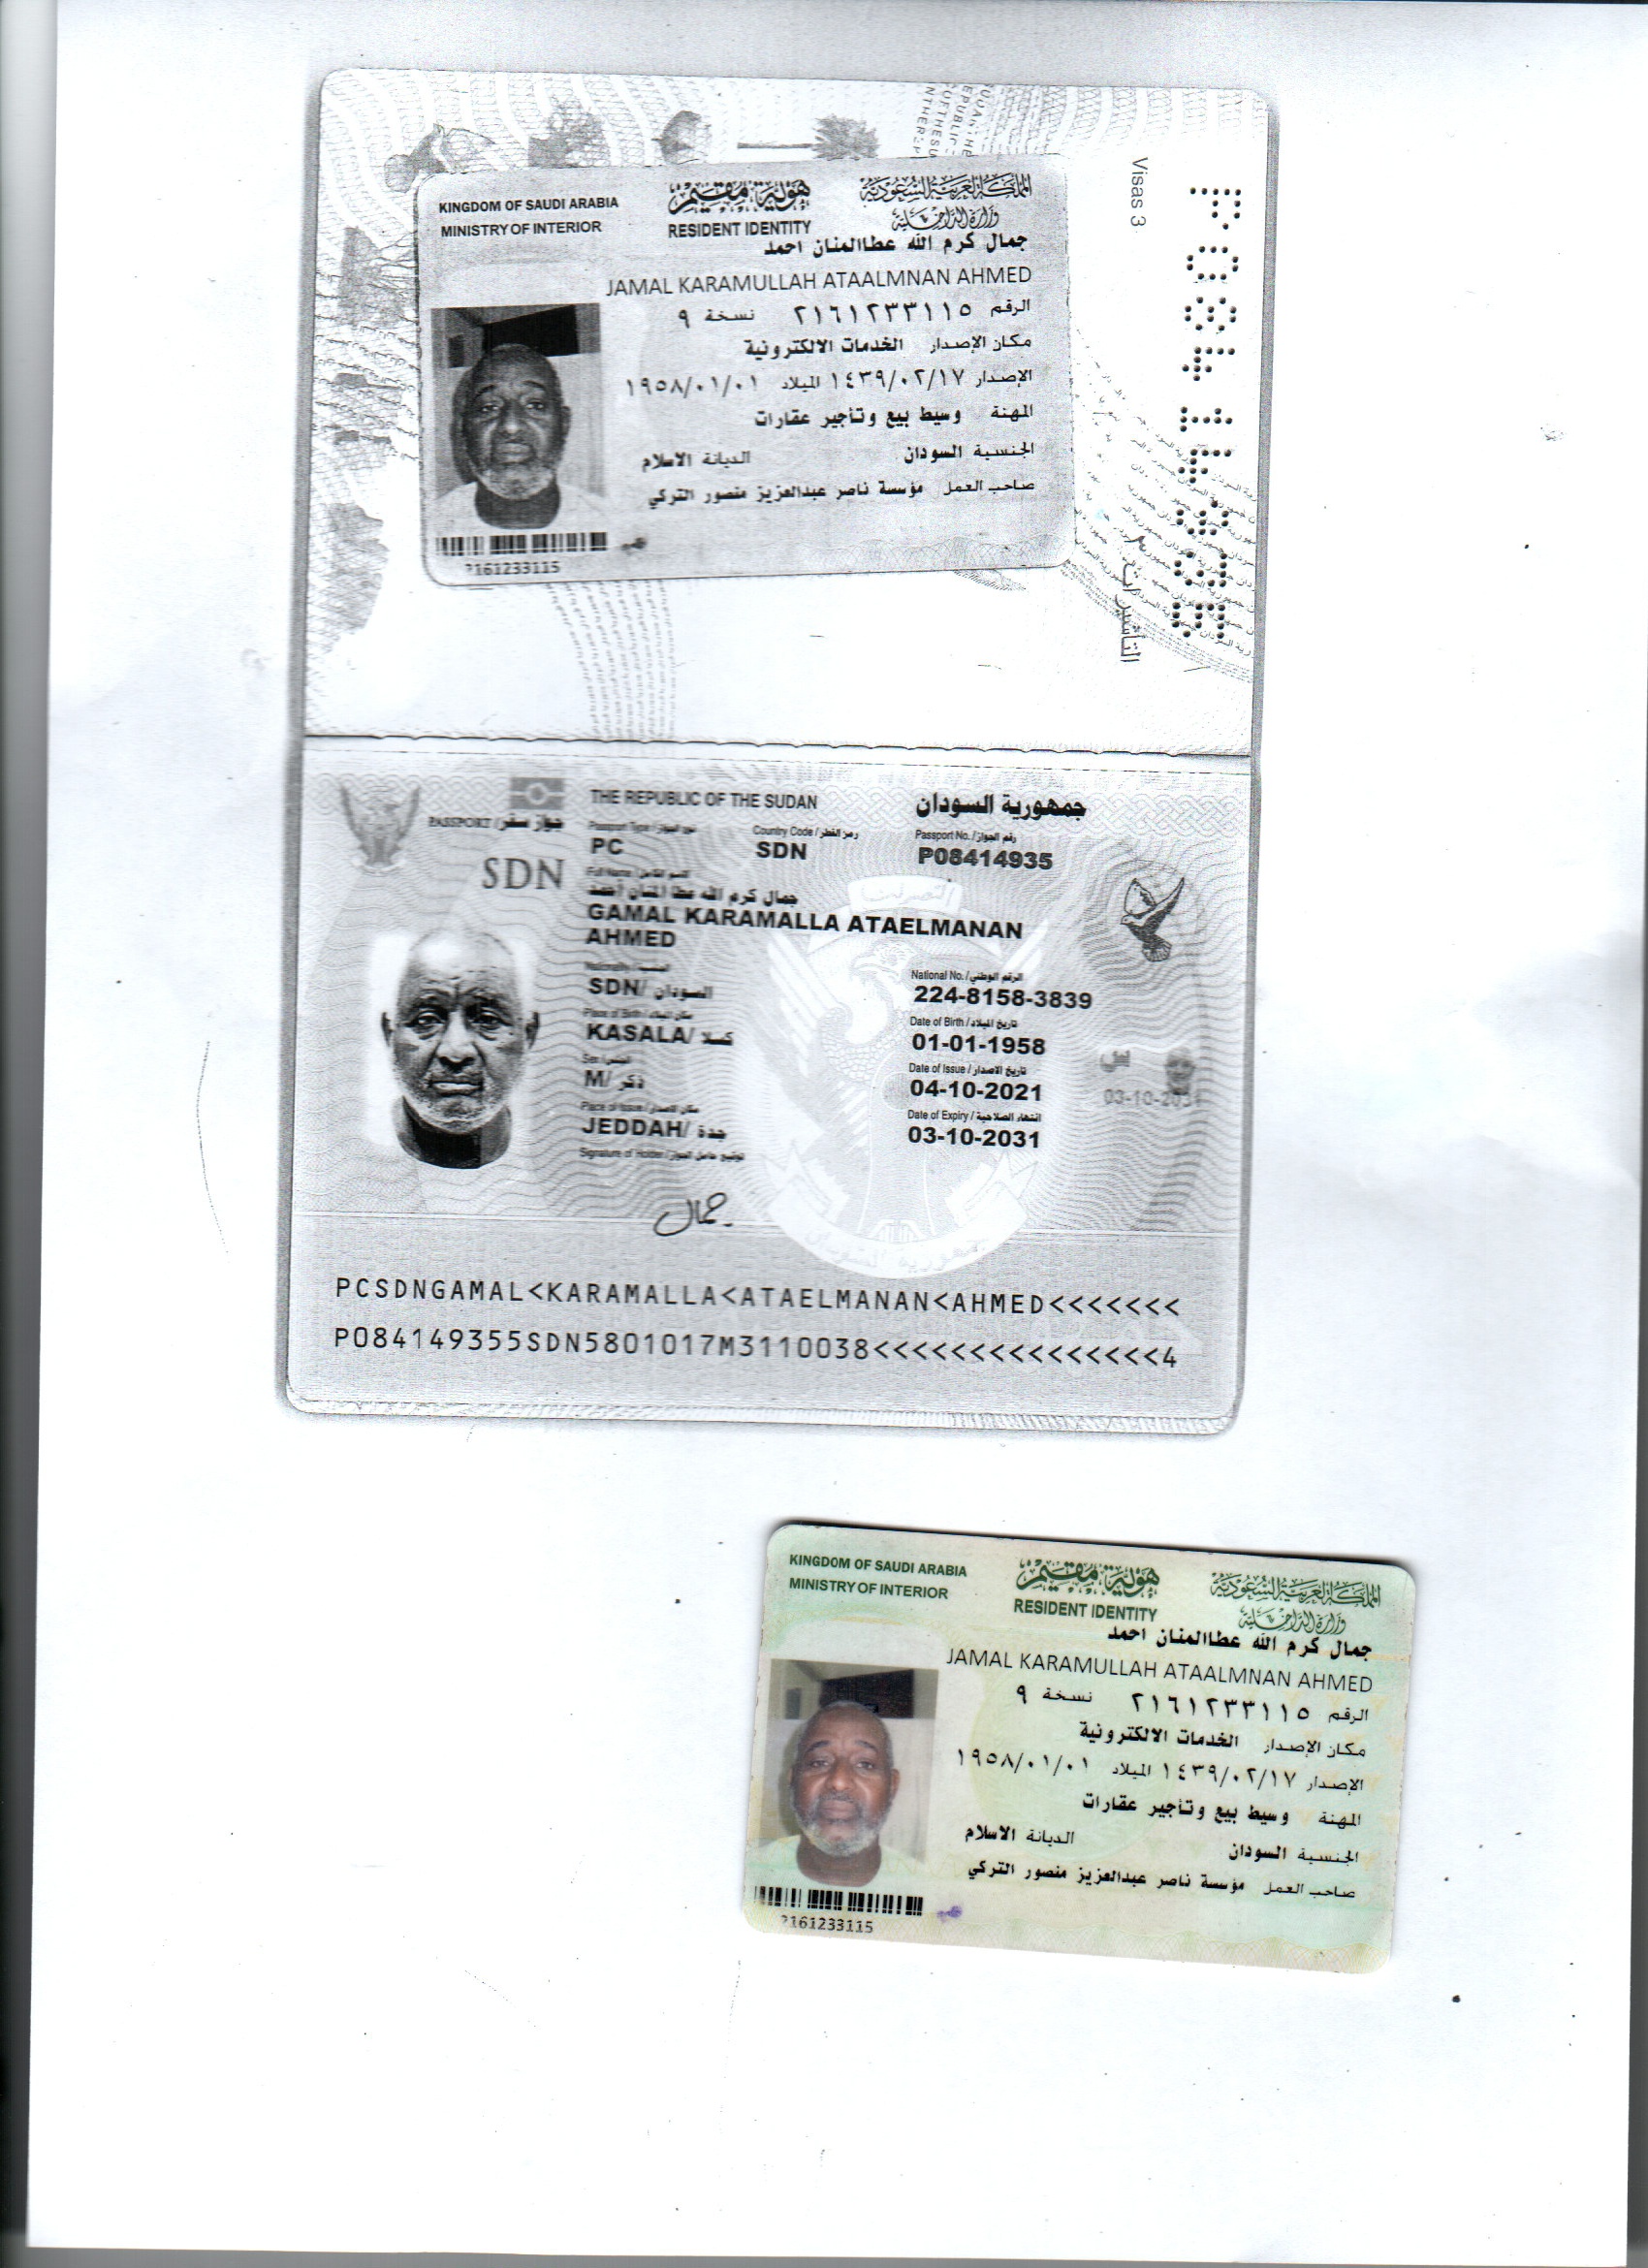 Visas 3
KINGDOM OF SAUDI ARABIA
MINISTRY OF INTERIOR
هوية مقيم
RESIDENT IDENTITY
المملكة العربية السعودية
وزارة الداخلية
جمال كرم الله عطاالمنان احمد
JAMAL KARAMULLAH ATAALMNAN AHMED
الرقم ٢١٦١٢٣٣١١٥ نسخة ٩
مكان الإصدار الخدمات الالكترونية
الإصدار ١٤٣٩/٠٢/١٧ الميلاد ١٩٥٨/٠١/٠١
المهنة وسيط بيع وتأجير عقارات
الجنسية السودان الديانة الاسلام
صاحب العمل مؤسسة ناصر عبدالعزيز منصور التركي
2161233115
P08414935
التأشيرات ٣
THE REPUBLIC OF THE SUDAN
جمهورية السودان
PASSPORT / جواز سفر
Passport Type / نوع الجواز
Country Code / رمز القطر
Passport No. / رقم الجواز
PC
SDN
P08414935
SDN
Full Name / الاسم الكامل
جمال كرم الله عطا المنان أحمد
GAMAL KARAMALLA ATAELMANAN
AHMED
Nationality / الجنسية
SDN/ السودان
National No. / الرقم الوطني
224-8158-3839
Place of Birth / مكان الميلاد
KASALA/ كسلا
Date of Birth / تاريخ الميلاد
01-01-1958
Sex / الجنس
M/ ذكر
Date of Issue / تاريخ الاصدار
04-10-2021
Place of Issue / مكان الاصدار
JEDDAH/ جدة
Date of Expiry / انتهاء الصلاحية
03-10-2031
س
03-10-2031
Signature of Holder / توقيع حامل الجواز
جمال
جمهورية السودان
PCSDNGAMAL<KARAMALLA<ATAELMANAN<AHMED<<<<<<<
P084149355SDN5801017M3110038<<<<<<<<<<<<<<<4
KINGDOM OF SAUDI ARABIA
MINISTRY OF INTERIOR
هوية مقيم
RESIDENT IDENTITY
المملكة العربية السعودية
وزارة الداخلية
جمال كرم الله عطاالمنان احمد
JAMAL KARAMULLAH ATAALMNAN AHMED
الرقم ٢١٦١٢٣٣١١٥ نسخة ٩
مكان الإصدار الخدمات الالكترونية
الإصدار ١٤٣٩/٠٢/١٧ الميلاد ١٩٥٨/٠١/٠١
المهنة وسيط بيع وتأجير عقارات
الجنسية السودان الديانة الاسلام
صاحب العمل مؤسسة ناصر عبدالعزيز منصور التركي
2161233115